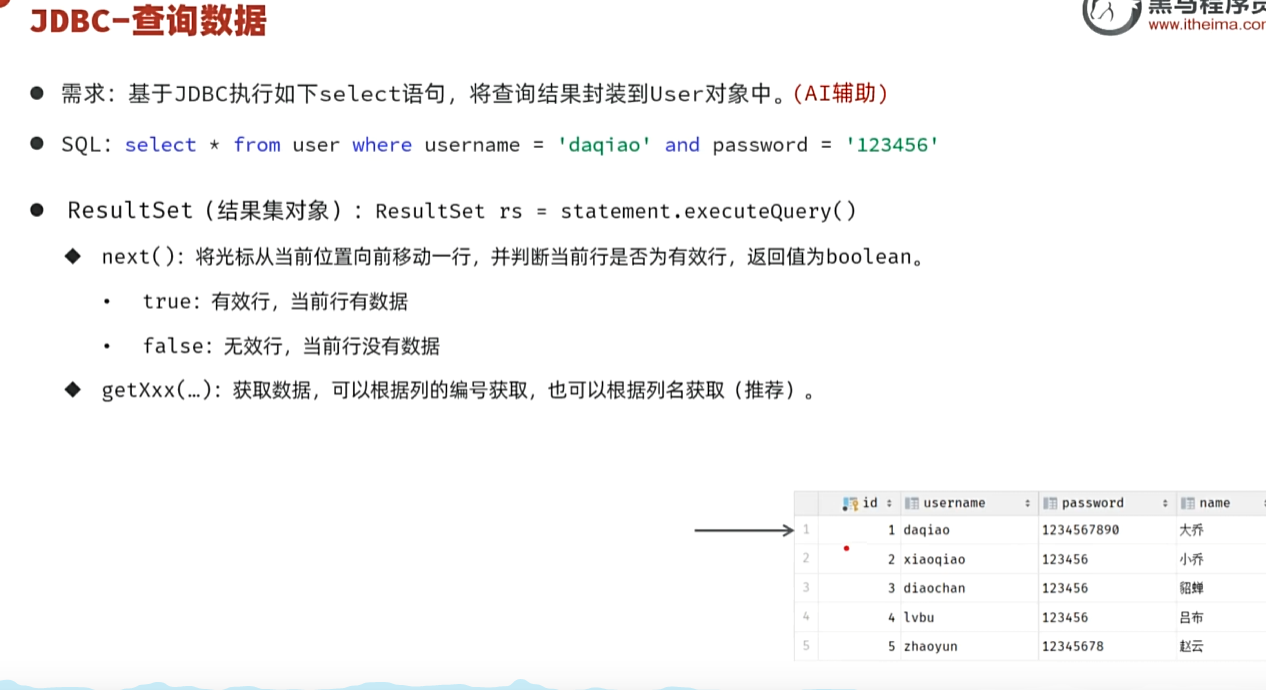 JDBC-查询数据
黑马程序员
www.itheima.com
需求：基于JDBC执行如下select语句，将查询结果封装到User对象中。(AI辅助)
SQL：select * from user where username = 'daqiao' and password = '123456'
ResultSet（结果集对象）：ResultSet rs = statement.executeQuery()
next()：将光标从当前位置向前移动一行，并判断当前行是否为有效行，返回值为boolean。
true：有效行，当前行有数据
false：无效行，当前行没有数据
getXxx(…)：获取数据，可以根据列的编号获取，也可以根据列名获取（推荐）。
id username password name
1 1 daqiao 1234567890 大乔
2 2 xiaoqiao 123456 小乔
3 3 diaochan 123456 貂蝉
4 4 lvbu 123456 吕布
5 5 zhaoyun 12345678 赵云